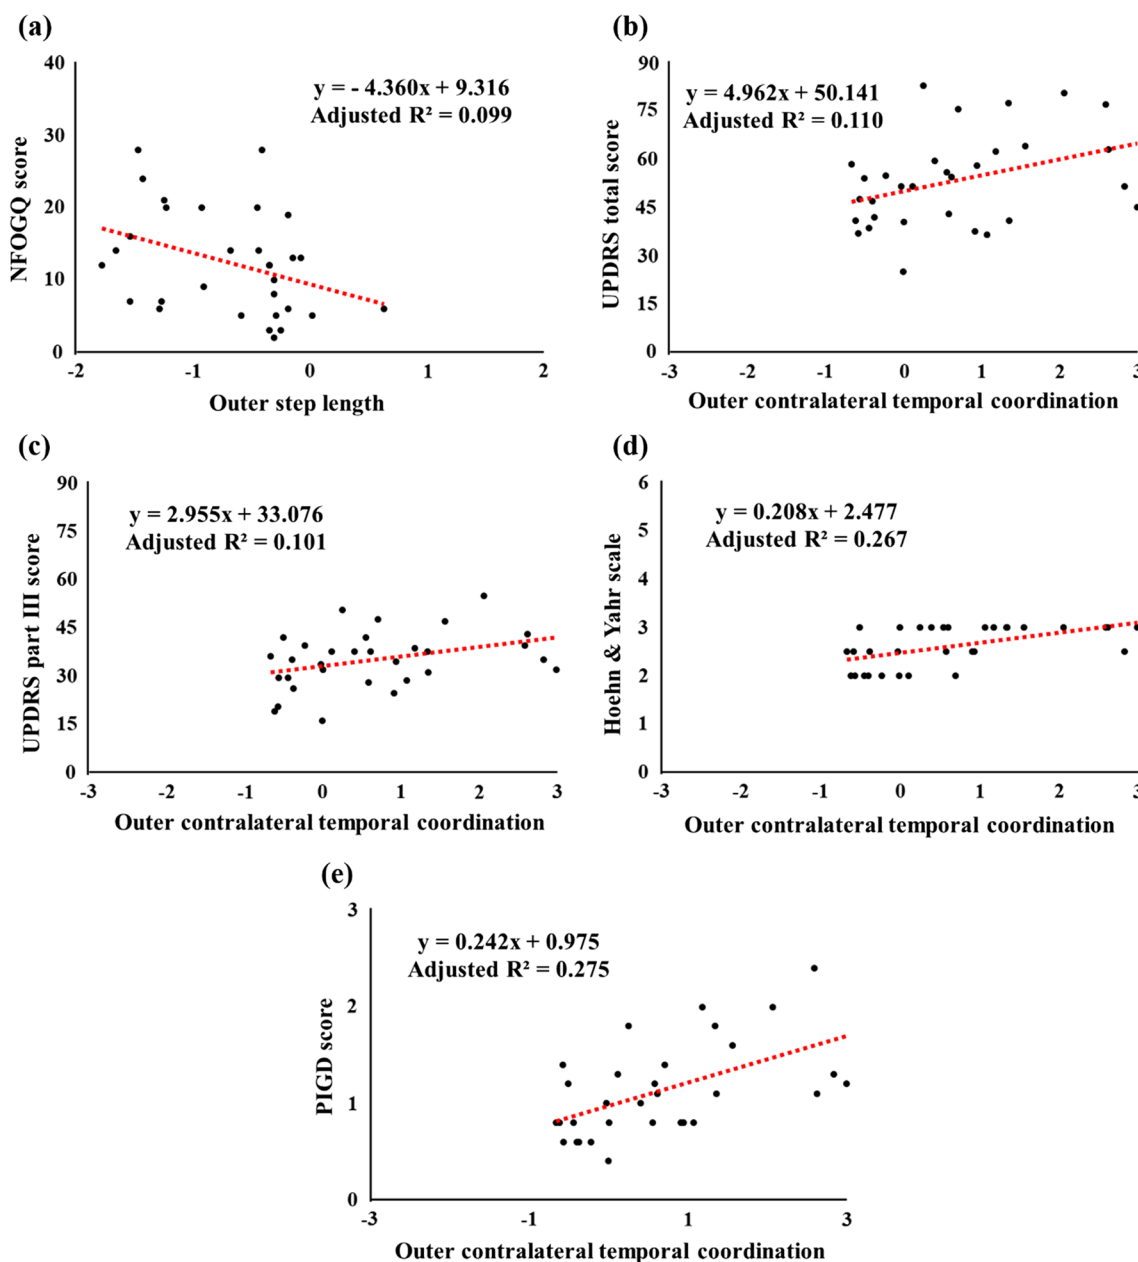 (a)
NFOGQ score
40
30
20
10
0
y = - 4.360x + 9.316
Adjusted R² = 0.099
-2 -1 0 1 2
Outer step length
(b)
UPDRS total score
90
75
60
45
30
15
0
y = 4.962x + 50.141
Adjusted R² = 0.110
-3 -2 -1 0 1 2 3
Outer contralateral temporal coordination
(c)
UPDRS part III score
90
75
60
45
30
15
0
y = 2.955x + 33.076
Adjusted R² = 0.101
-3 -2 -1 0 1 2 3
Outer contralateral temporal coordination
(d)
Hoehn & Yahr scale
6
5
4
3
2
1
0
y = 0.208x + 2.477
Adjusted R² = 0.267
-3 -2 -1 0 1 2 3
Outer contralateral temporal coordination
(e)
PIGD score
3
2
1
0
y = 0.242x + 0.975
Adjusted R² = 0.275
-3 -1 1 3
Outer contralateral temporal coordination